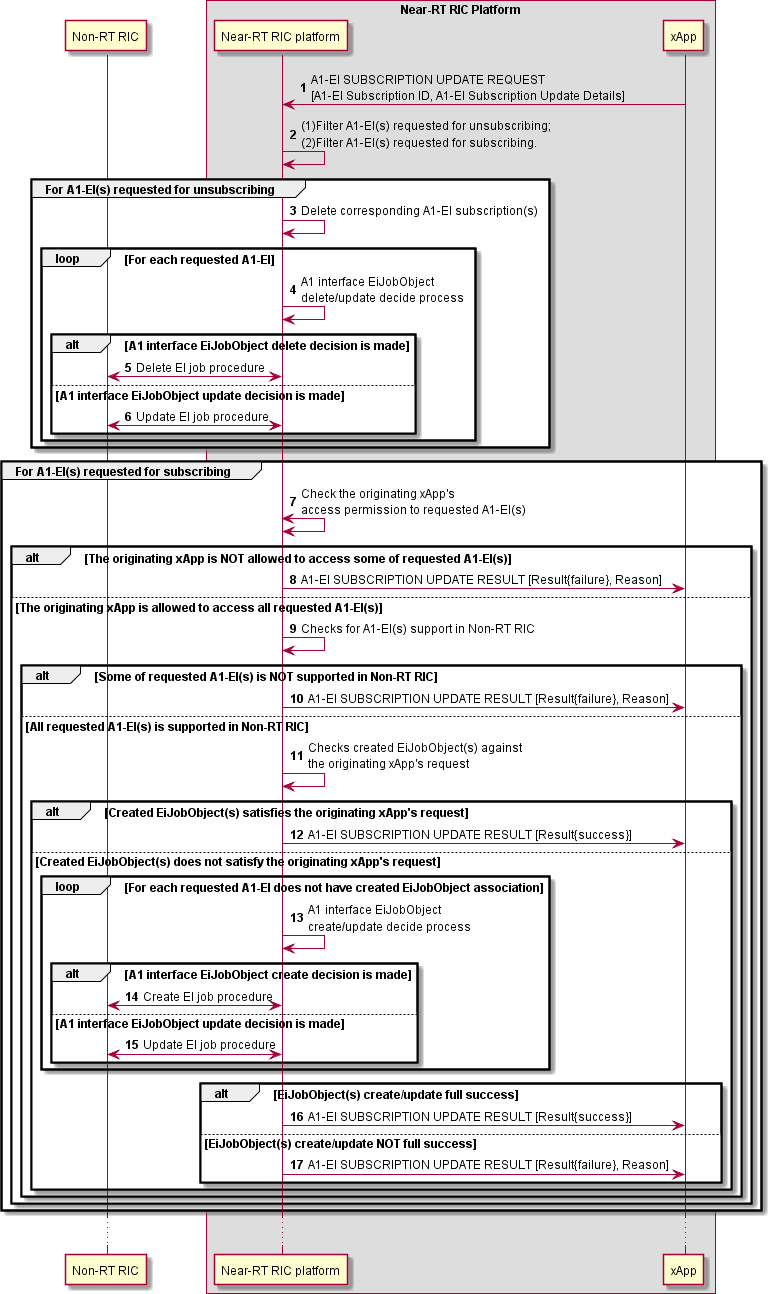 Near-RT RIC Platform
Non-RT RIC
Near-RT RIC platform
xApp
1 A1-EI SUBSCRIPTION UPDATE REQUEST
[A1-EI Subscription ID, A1-EI Subscription Update Details]
2 (1)Filter A1-EI(s) requested for unsubscribing;
(2)Filter A1-EI(s) requested for subscribing.
For A1-EI(s) requested for unsubscribing
3 Delete corresponding A1-EI subscription(s)
loop [For each requested A1-EI]
4 A1 interface EiJobObject
delete/update decide process
alt [A1 interface EiJobObject delete decision is made]
5 Delete EI job procedure
[A1 interface EiJobObject update decision is made]
6 Update EI job procedure
For A1-EI(s) requested for subscribing
7 Check the originating xApp's
access permission to requested A1-EI(s)
alt [The originating xApp is NOT allowed to access some of requested A1-EI(s)]
8 A1-EI SUBSCRIPTION UPDATE RESULT [Result{failure}, Reason]
[The originating xApp is allowed to access all requested A1-EI(s)]
9 Checks for A1-EI(s) support in Non-RT RIC
alt [Some of requested A1-EI(s) is NOT supported in Non-RT RIC]
10 A1-EI SUBSCRIPTION UPDATE RESULT [Result{failure}, Reason]
[All requested A1-EI(s) is supported in Non-RT RIC]
11 Checks created EiJobObject(s) against
the originating xApp's request
alt [Created EiJobObject(s) satisfies the originating xApp's request]
12 A1-EI SUBSCRIPTION UPDATE RESULT [Result{success}]
[Created EiJobObject(s) does not satisfy the originating xApp's request]
loop [For each requested A1-EI does not have created EiJobObject association]
13 A1 interface EiJobObject
create/update decide process
alt [A1 interface EiJobObject create decision is made]
14 Create EI job procedure
[A1 interface EiJobObject update decision is made]
15 Update EI job procedure
alt [EiJobObject(s) create/update full success]
16 A1-EI SUBSCRIPTION UPDATE RESULT [Result{success}]
[EiJobObject(s) create/update NOT full success]
17 A1-EI SUBSCRIPTION UPDATE RESULT [Result{failure}, Reason]
Non-RT RIC
Near-RT RIC platform
xApp